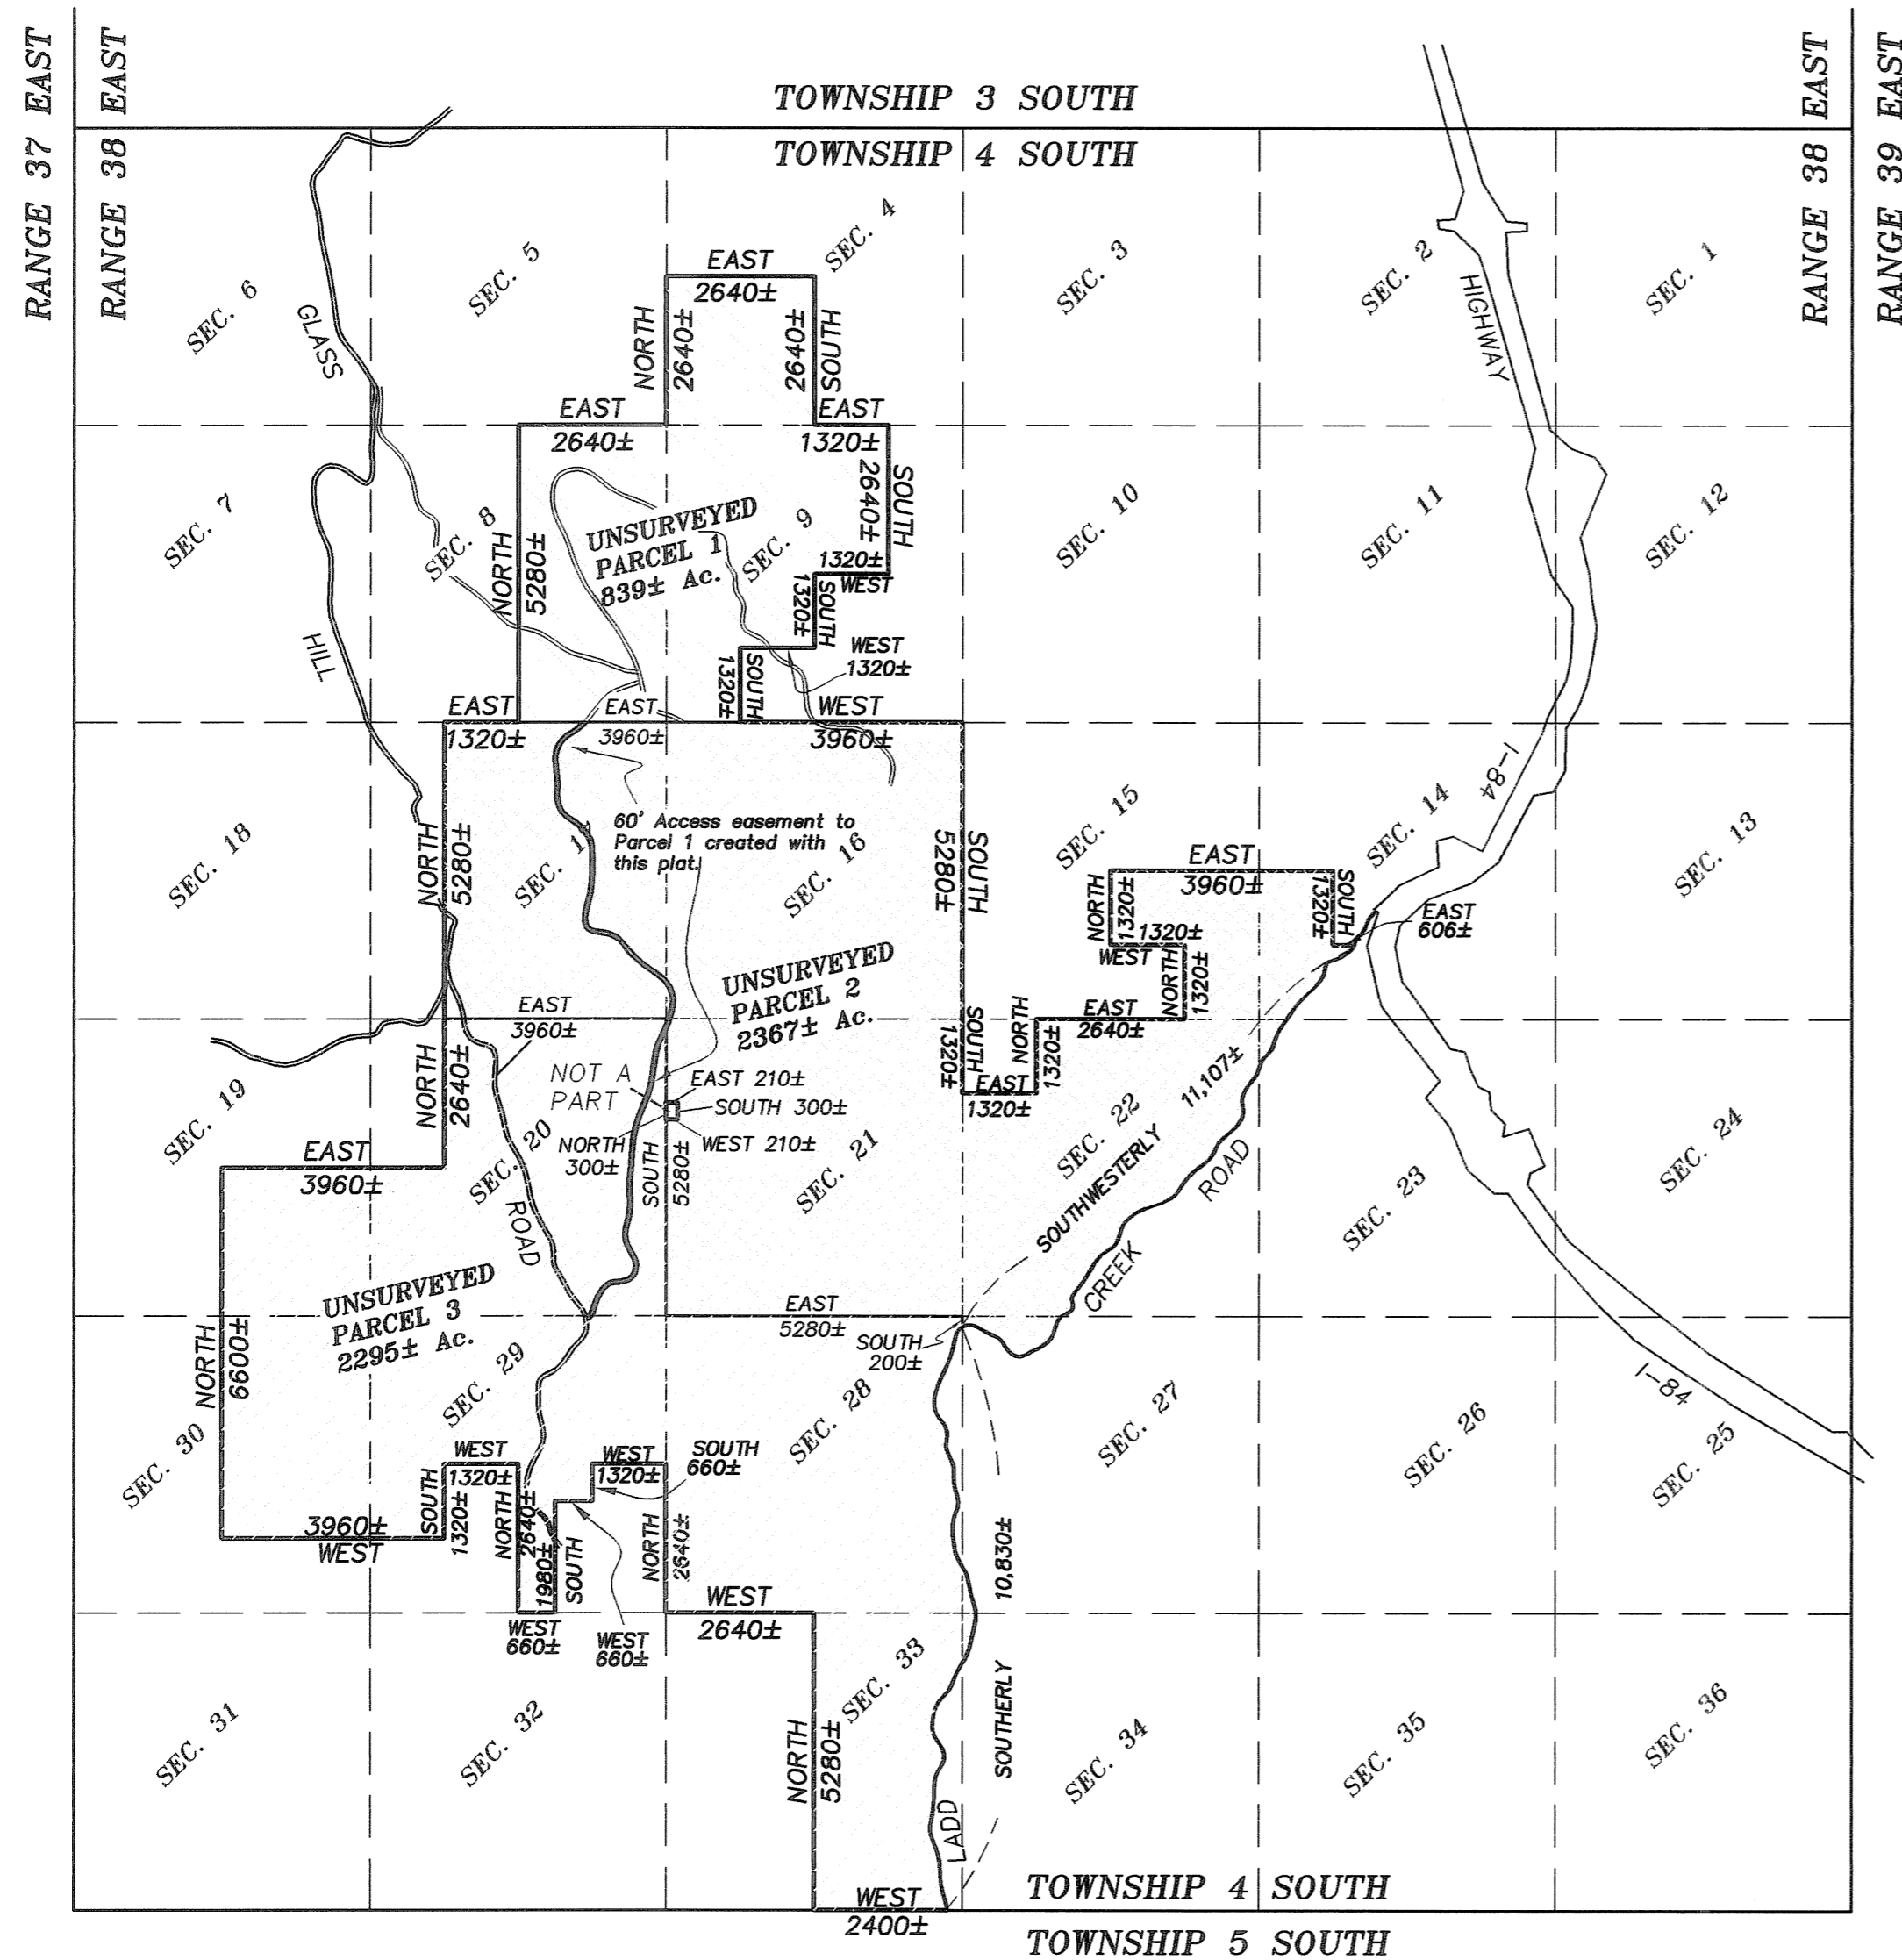 RANGE 37 EAST
RANGE 38 EAST
TOWNSHIP 3 SOUTH
TOWNSHIP 4 SOUTH
RANGE 38 EAST
RANGE 39 EAST
SEC. 6
SEC. 5
SEC. 4
SEC. 3
SEC. 2
SEC. 1
GLASS
HIGHWAY
EAST
2640±
NORTH
2640±
2640±
SOUTH
EAST
2640±
EAST
1320±
2640±
SOUTH
SEC. 7
SEC. 8
SEC. 9
SEC. 10
SEC. 11
SEC. 12
UNSURVEYED
PARCEL 1
839± Ac.
NORTH
5280±
1320±
WEST
1320±
SOUTH
WEST
1320±
1320±
SOUTH
HILL
EAST
1320±
EAST
3960±
WEST
3960±
I-84
60' Access easement to
Parcel 1 created with
this plat.
NORTH
5280±
SEC. 18
SEC. 1
SEC. 16
SEC. 15
SEC. 14
SEC. 13
5280±
SOUTH
EAST
3960±
NORTH
1320±
1320±
SOUTH
EAST
606±
1320±
WEST
NORTH
1320±
UNSURVEYED
PARCEL 2
2367± Ac.
EAST
3960±
1320±
SOUTH
NORTH
1320±
EAST
2640±
EAST
1320±
NORTH
2640±
NOT A
PART
EAST 210±
SOUTH 300±
WEST 210±
NORTH
300±
SOUTH
5280±
SEC. 19
SEC. 20
SEC. 21
SEC. 22
SEC. 23
SEC. 24
11,107±
SOUTHWESTERLY
ROAD
CREEK
EAST
3960±
ROAD
UNSURVEYED
PARCEL 3
2295± Ac.
NORTH
6600±
EAST
5280±
SOUTH
200±
I-84
SEC. 30
SEC. 29
SEC. 28
SEC. 27
SEC. 26
SEC. 25
WEST
1320±
WEST
1320±
SOUTH
660±
3960±
WEST
SOUTH
1320±
NORTH
2640±
1980±
SOUTH
NORTH
2640±
10,830±
WEST
660±
WEST
660±
WEST
2640±
SEC. 31
SEC. 32
SEC. 33
SEC. 34
SEC. 35
SEC. 36
NORTH
5280±
SOUTHERLY
LADD
WEST
2400±
TOWNSHIP 4 SOUTH
TOWNSHIP 5 SOUTH